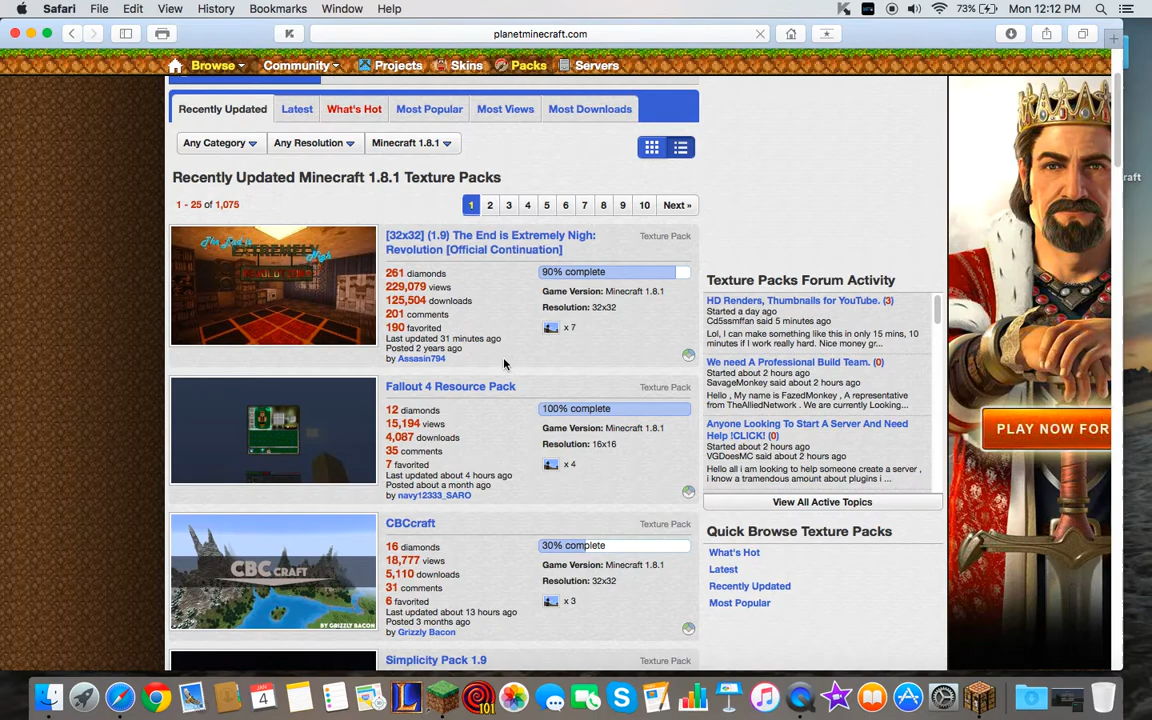 Safari File Edit View History Bookmarks Window Help 73% Mon 12:12 PM
planetminecraft.com
Browse Community Projects Skins Packs Servers
Recently Updated Latest What's Hot Most Popular Most Views Most Downloads
Any Category Any Resolution Minecraft 1.8.1
Recently Updated Minecraft 1.8.1 Texture Packs
1 - 25 of 1,075
1 2 3 4 5 6 7 8 9 10 Next »
The End is
EXTREMELY
Nigh
[32x32] (1.9) The End is Extremely Nigh:
Revolution [Official Continuation]
Texture Pack
261 diamonds
229,079 views
125,504 downloads
201 comments
190 favorited
Last updated 31 minutes ago
Posted 2 years ago
by Assasin794
90% complete
Game Version: Minecraft 1.8.1
Resolution: 32x32
x 7
Fallout 4 Resource Pack
Texture Pack
12 diamonds
15,194 views
4,087 downloads
35 comments
7 favorited
Last updated about 4 hours ago
Posted about a month ago
by navy12333_SARO
100% complete
Game Version: Minecraft 1.8.1
Resolution: 16x16
x 4
CBC CRAFT
BY GRIZZLY BACON
CBCcraft
Texture Pack
16 diamonds
18,777 views
5,110 downloads
31 comments
6 favorited
Last updated about 13 hours ago
Posted 3 months ago
by Grizzly Bacon
30% complete
Game Version: Minecraft 1.8.1
Resolution: 32x32
x 3
Simplicity Pack 1.9
Texture Pack
Texture Packs Forum Activity
HD Renders, Thumbnails for YouTube. (3)
Started a day ago
Cd5ssmffan said 5 minutes ago
Lol, I can make something like this in only 15 mins, 10
minutes if I work really hard. Nice money gr...
We need A Professional Build Team. (0)
Started about 2 hours ago
SavageMonkey said about 2 hours ago
Hello , My name is FazedMonkey , A representative
from TheAlliedNetwork . We are currently Looking...
Anyone Looking To Start A Server And Need
Help !CLICK! (0)
Started about 2 hours ago
VGDoesMC said about 2 hours ago
Hello all i am looking to help someone create a server ,
i know a tremendous amount about plugins i ...
View All Active Topics
Quick Browse Texture Packs
What's Hot
Latest
Recently Updated
Most Popular
PLAY NOW FOR
raft
JAN
4
101